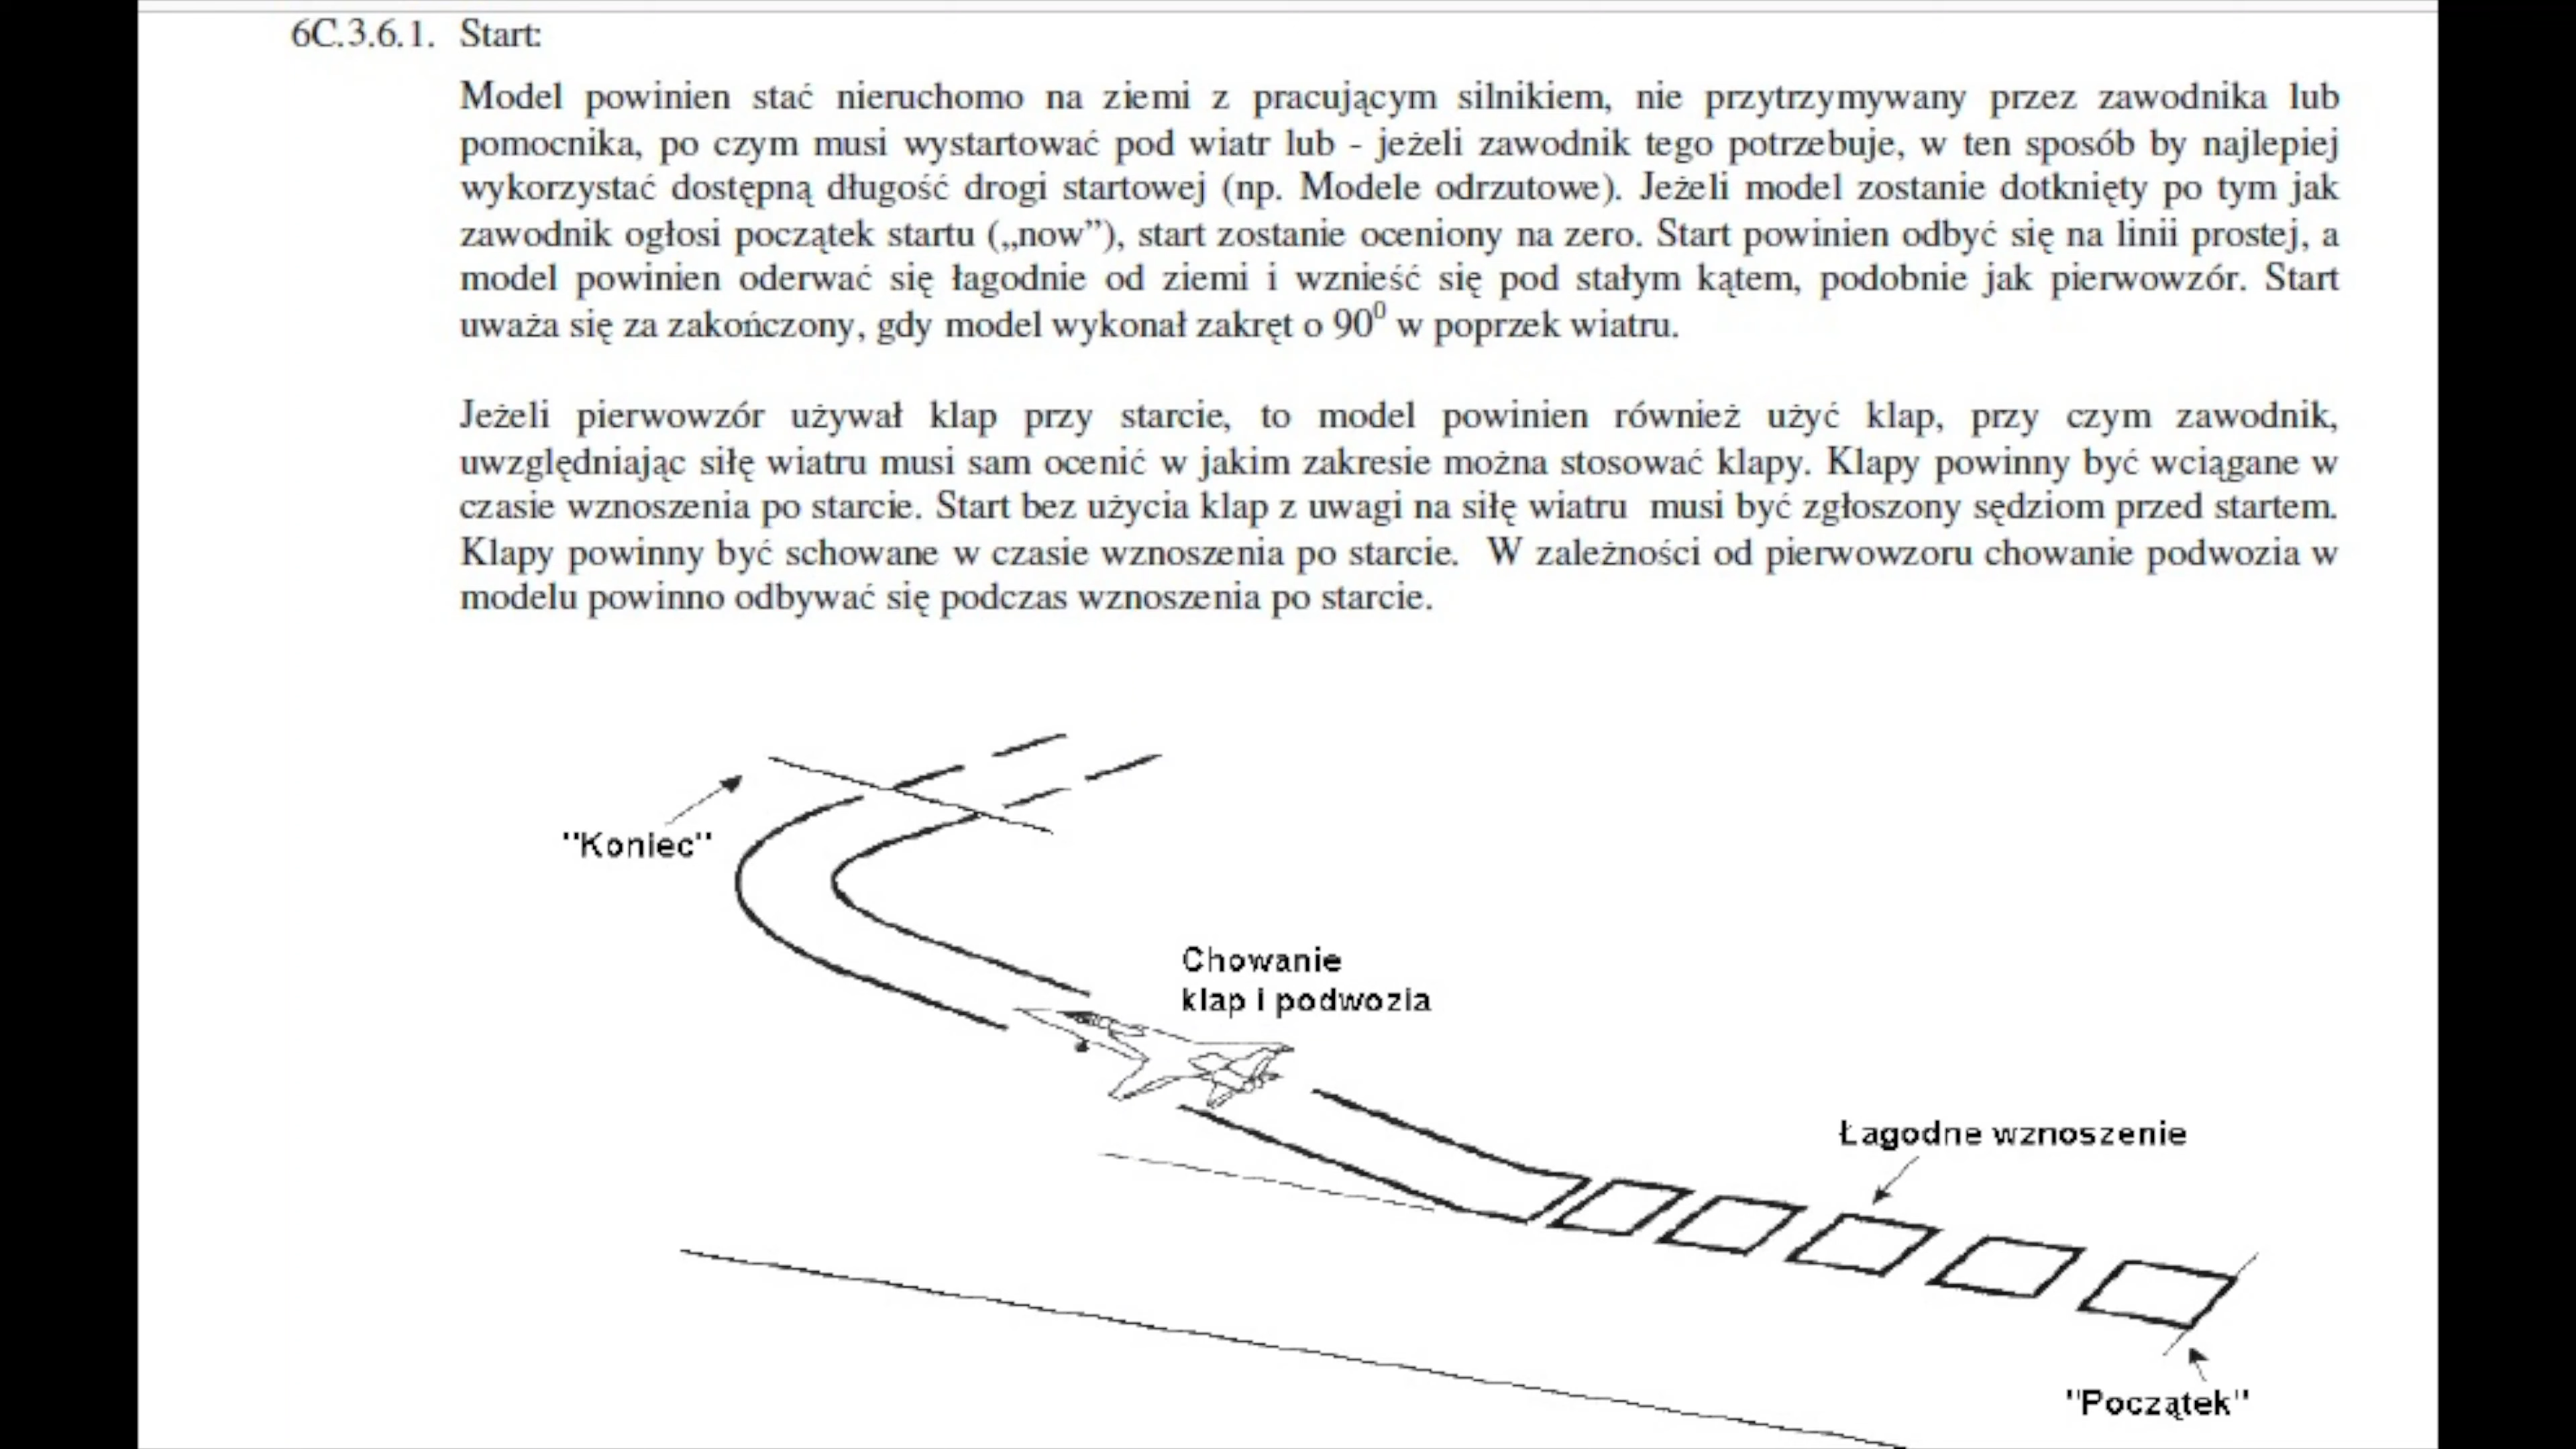 6C.3.6.1. Start:
Model powinien stać nieruchomo na ziemi z pracującym silnikiem, nie przytrzymywany przez zawodnika lub
pomocnika, po czym musi wystartować pod wiatr lub - jeżeli zawodnik tego potrzebuje, w ten sposób by najlepiej
wykorzystać dostępną długość drogi startowej (np. Modele odrzutowe). Jeżeli model zostanie dotknięty po tym jak
zawodnik ogłosi początek startu („now”), start zostanie oceniony na zero. Start powinien odbyć się na linii prostej, a
model powinien oderwać się łagodnie od ziemi i wznieść się pod stałym kątem, podobnie jak pierwowzór. Start
uważa się za zakończony, gdy model wykonał zakręt o 90⁰ w poprzek wiatru.
Jeżeli pierwowzór używał klap przy starcie, to model powinien również użyć klap, przy czym zawodnik,
uwzględniając siłę wiatru musi sam ocenić w jakim zakresie można stosować klapy. Klapy powinny być wciągane w
czasie wznoszenia po starcie. Start bez użycia klap z uwagi na siłę wiatru musi być zgłoszony sędziom przed startem.
Klapy powinny być schowane w czasie wznoszenia po starcie. W zależności od pierwowzoru chowanie podwozia w
modelu powinno odbywać się podczas wznoszenia po starcie.
"Koniec"
Chowanie
klap i podwozia
Łagodne wznoszenie
"Początek"